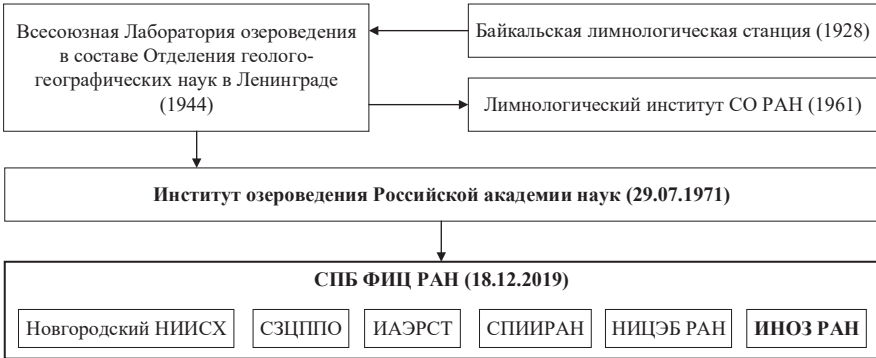 Всесоюзная Лаборатория озероведения
в составе Отделения геолого-
географических наук в Ленинграде
(1944)
Байкальская лимнологическая станция (1928)
Лимнологический институт СО РАН (1961)
Институт озероведения Российской академии наук (29.07.1971)
СПБ ФИЦ РАН (18.12.2019)
Новгородский НИИСХ
СЗЦППО
ИАЭРСТ
СПИИРАН
НИЦЭБ РАН
ИНОЗ РАН